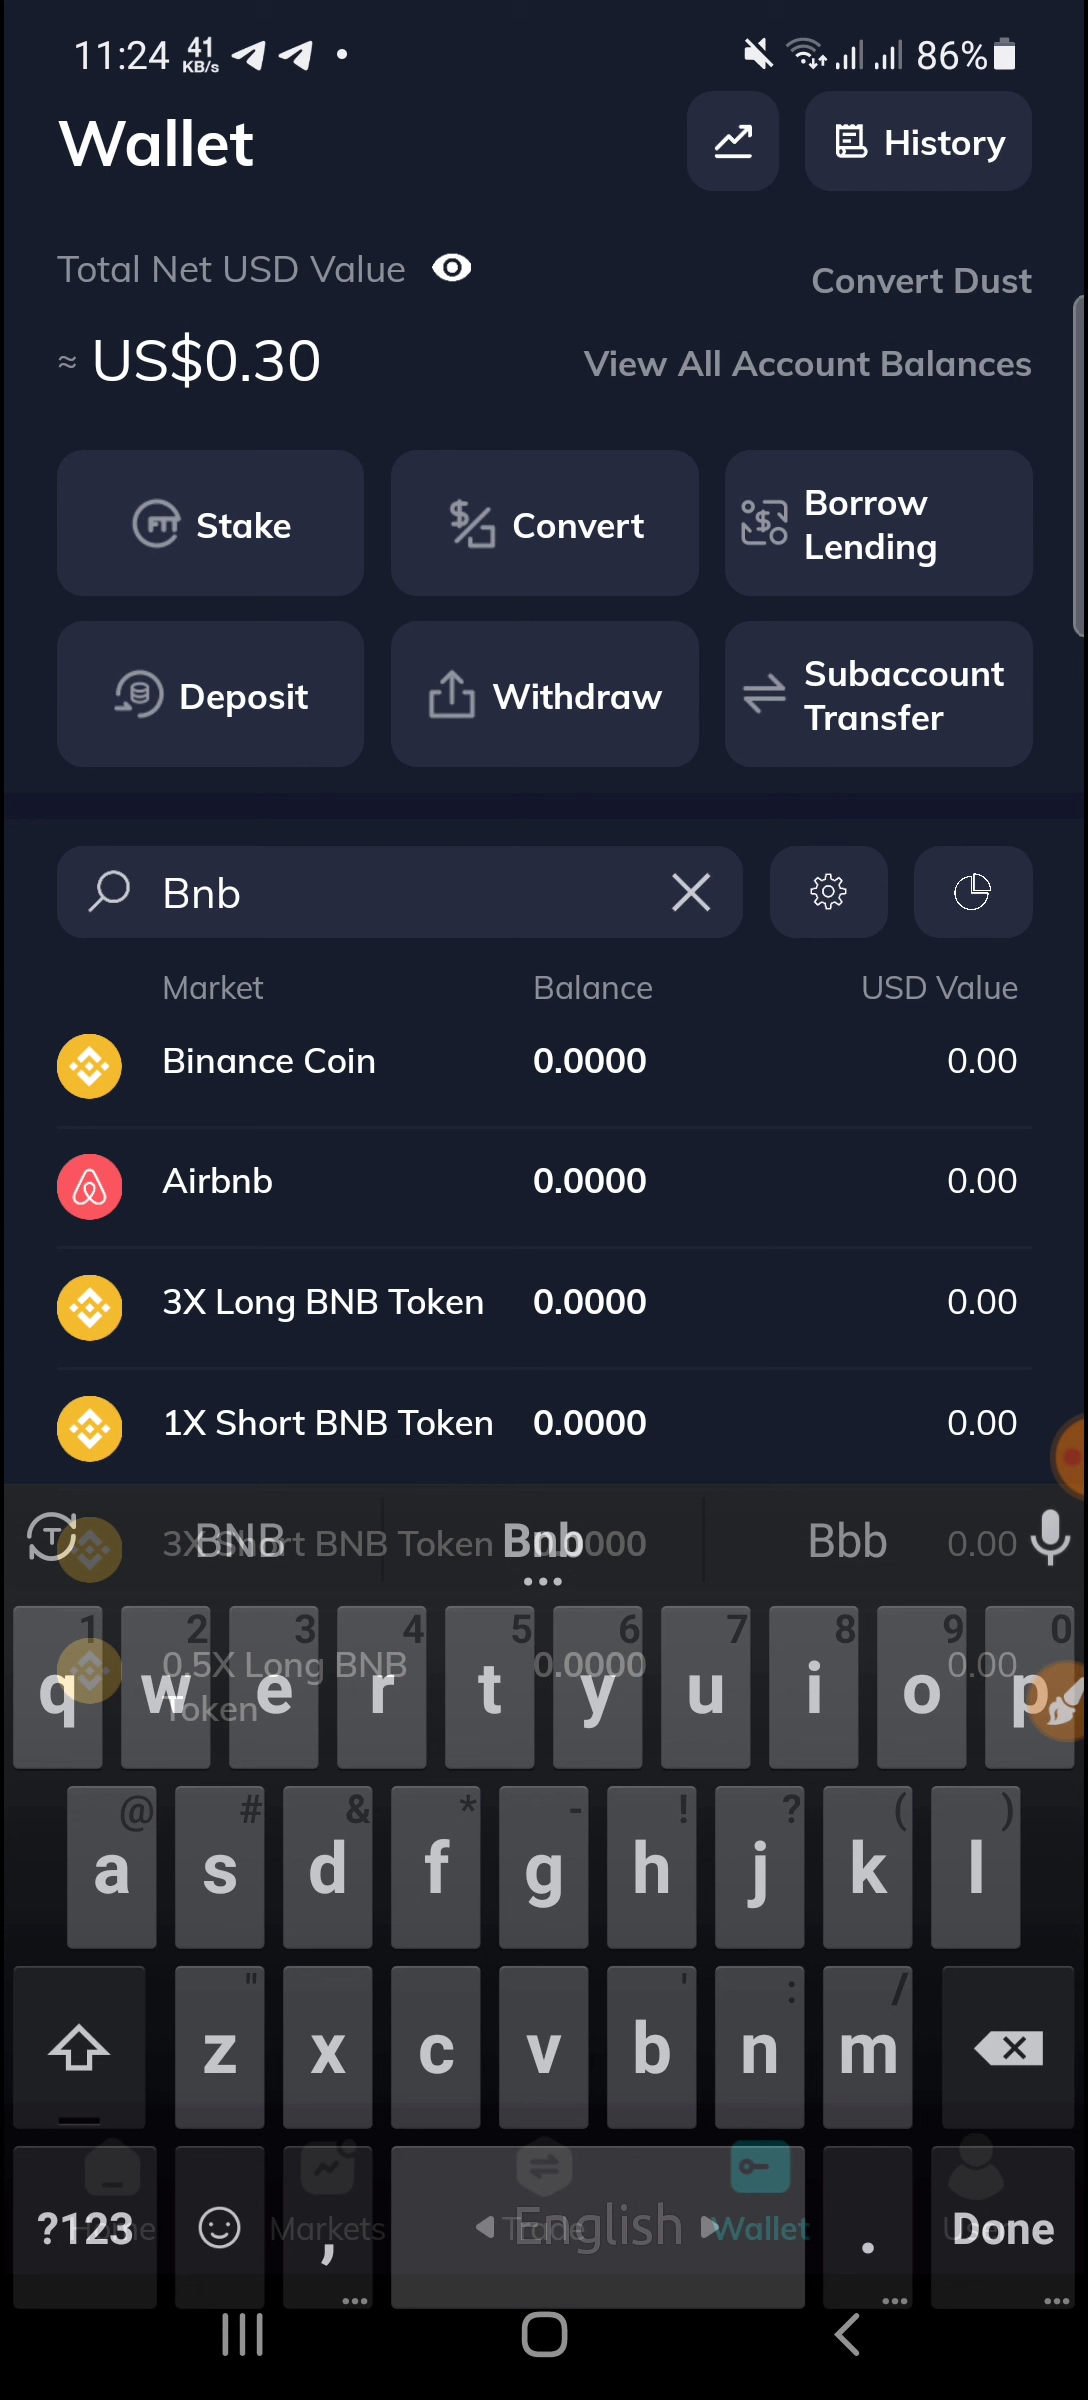 11:24 41 KB/s 86%
Wallet
History
Total Net USD Value
Convert Dust
≈ US$0.30
View All Account Balances
Stake
Convert
Borrow Lending
Deposit
Withdraw
Subaccount Transfer
Bnb
Market Balance USD Value
Binance Coin 0.0000 0.00
Airbnb 0.0000 0.00
3X Long BNB Token 0.0000 0.00
1X Short BNB Token 0.0000 0.00
3X Short BNB Token 0.0000 0.00
BNB Bnb Bbb
0.5X Long BNB Token 0.0000 0.00
1 2 3 4 5 6 7 8 9 0
q w e r t y u i o p
@ # & * - ! ? ( )
a s d f g h j k l
" ' : /
z x c v b n m
Home Markets Trade Wallet
?123 , English . Done